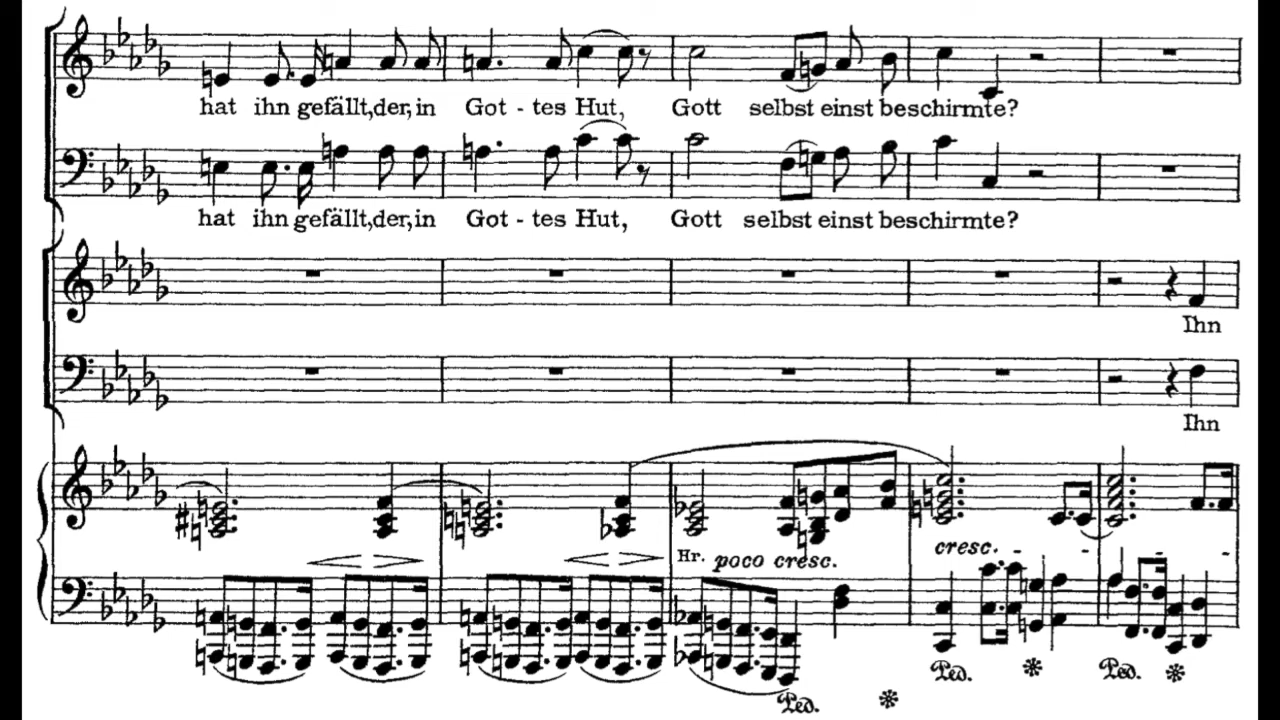 hat ihn gefällt, der, in Got - tes Hut, Gott selbst einst beschirmte?
hat ihn gefällt, der, in Got - tes Hut, Gott selbst einst beschirmte?
Ihn
Ihn
Hr. poco cresc. cresc. - - - -
Ped. * Ped. * Ped. *